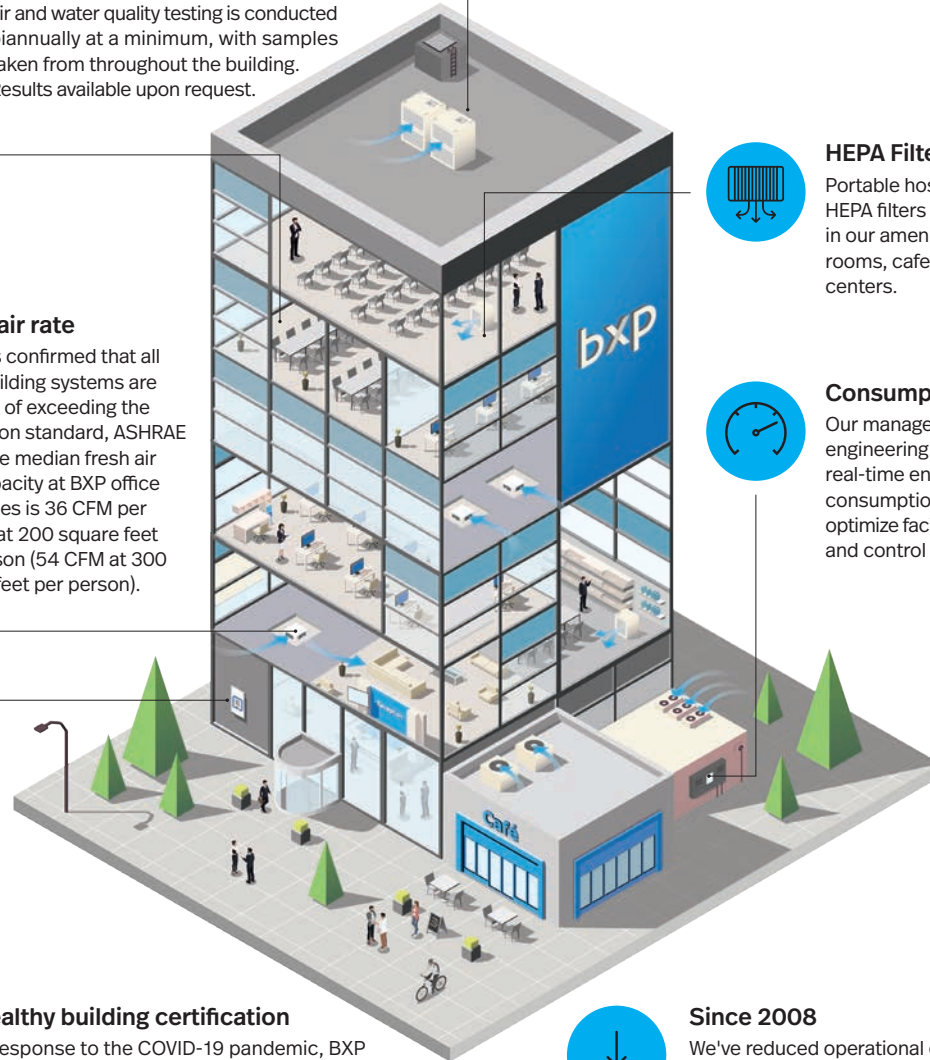 ir and water quality testing is conducted
iannually at a minimum, with samples
aken from throughout the building.
esults available upon request.
HEPA Filte
Portable hos
HEPA filters
in our amen
rooms, cafe
centers.
air rate
s confirmed that all
ilding systems are
of exceeding the
on standard, ASHRAE
e median fresh air
pacity at BXP office
es is 36 CFM per
at 200 square feet
son (54 CFM at 300
feet per person).
bxp
Consump
Our manage
engineering
real-time en
consumption
optimize faci
and control
Café
ealthy building certification
esponse to the COVID-19 pandemic, BXP
Since 2008
We've reduced operational